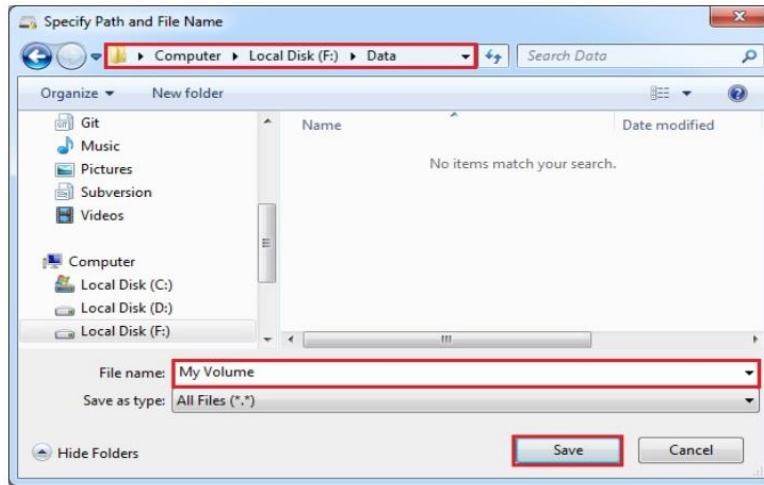 Specify Path and File Name
Computer Local Disk (F:) Data Search Data
Organize New folder
Name Date modified
No items match your search.
Git
Music
Pictures
Subversion
Videos
Computer
Local Disk (C:)
Local Disk (D:)
Local Disk (F:)
File name: My Volume
Save as type: All Files (*.*)
Hide Folders Save Cancel